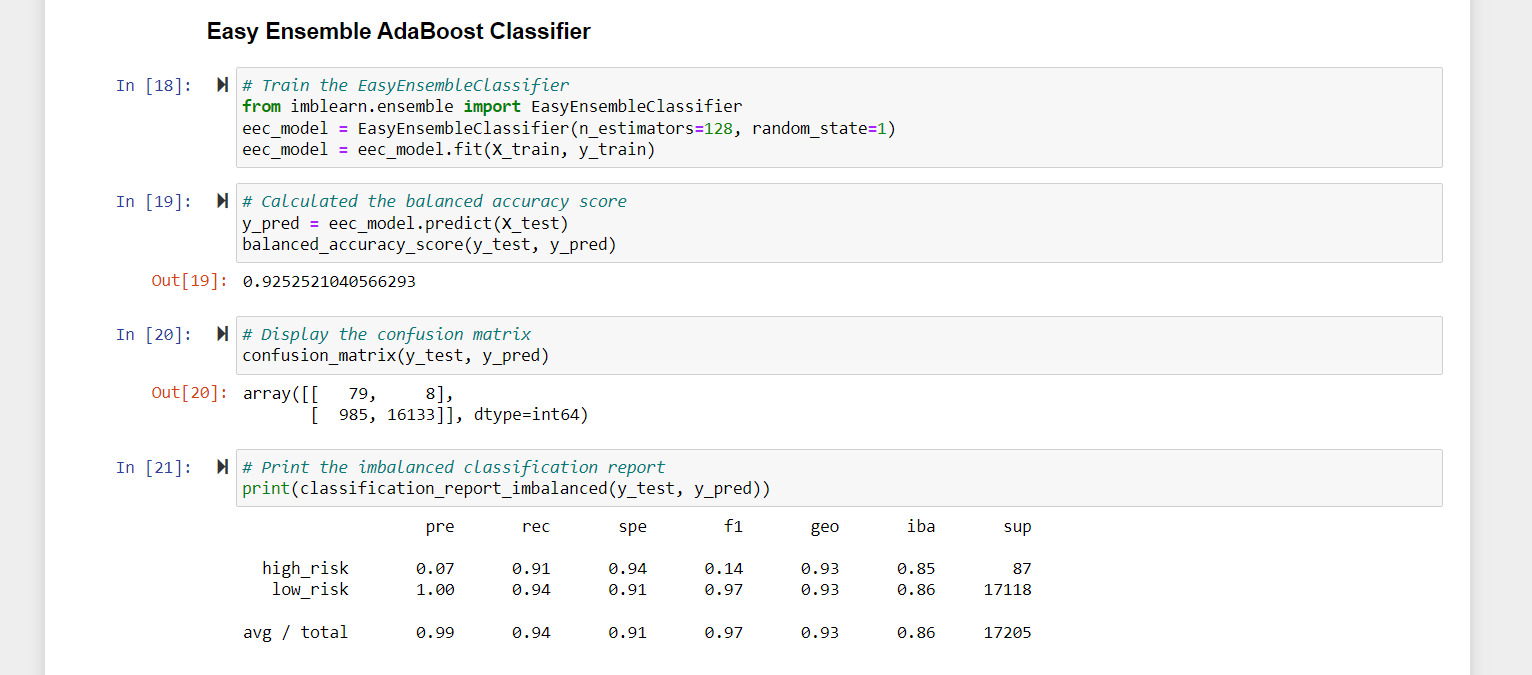 Easy Ensemble AdaBoost Classifier
In [18]: # Train the EasyEnsembleClassifier
from imblearn.ensemble import EasyEnsembleClassifier
eec_model = EasyEnsembleClassifier(n_estimators=128, random_state=1)
eec_model = eec_model.fit(X_train, y_train)
In [19]: # Calculated the balanced accuracy score
y_pred = eec_model.predict(X_test)
balanced_accuracy_score(y_test, y_pred)
Out[19]: 0.9252521040566293
In [20]: # Display the confusion matrix
confusion_matrix(y_test, y_pred)
Out[20]: array([[   79,     8],
       [  985, 16133]], dtype=int64)
In [21]: # Print the imbalanced classification report
print(classification_report_imbalanced(y_test, y_pred))
pre rec spe f1 geo iba sup
high_risk 0.07 0.91 0.94 0.14 0.93 0.85 87
low_risk 1.00 0.94 0.91 0.97 0.93 0.86 17118
avg / total 0.99 0.94 0.91 0.97 0.93 0.86 17205